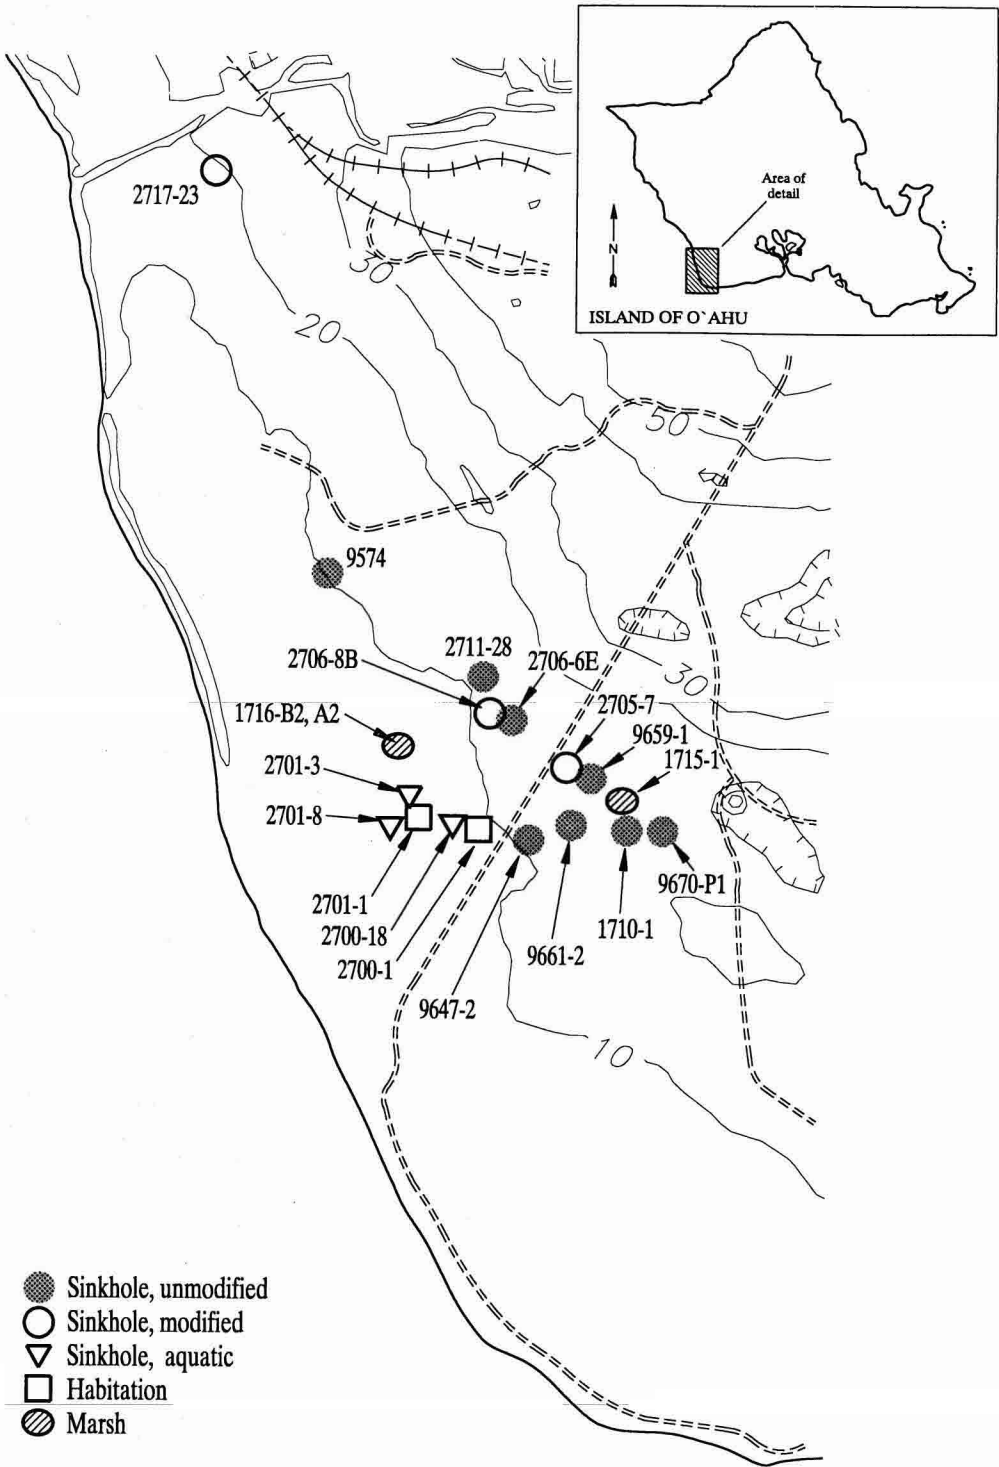 Area of
detail
N
ISLAND OF O`AHU
2717-23
30
20
50
9574
2711-28
2706-8B
2706-6E
30
2705-7
1716-B2, A2
9659-1
2701-3
1715-1
2701-8
2701-1
9670-P1
2700-18
1710-1
2700-1
9661-2
9647-2
10
Sinkhole, unmodified
Sinkhole, modified
Sinkhole, aquatic
Habitation
Marsh